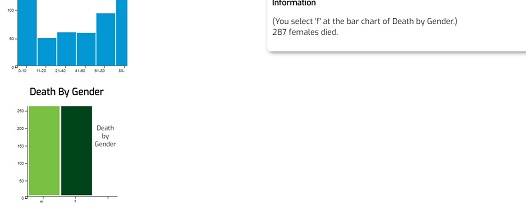 Information
(You select 'f' at the bar chart of Death by Gender.)
287 females died.
100
50
0
0-10 11-20 21-40 41-60 61-80 81-
Death By Gender
250
200
150
100
50
0
Death
by
Gender
m f